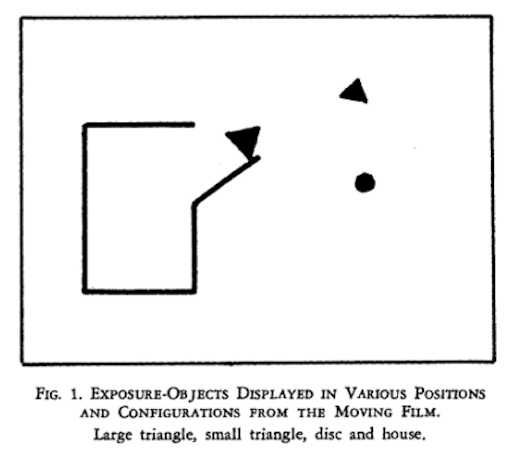 FIG. 1. EXPOSURE-OBJECTS DISPLAYED IN VARIOUS POSITIONS
AND CONFIGURATIONS FROM THE MOVING FILM.
Large triangle, small triangle, disc and house.